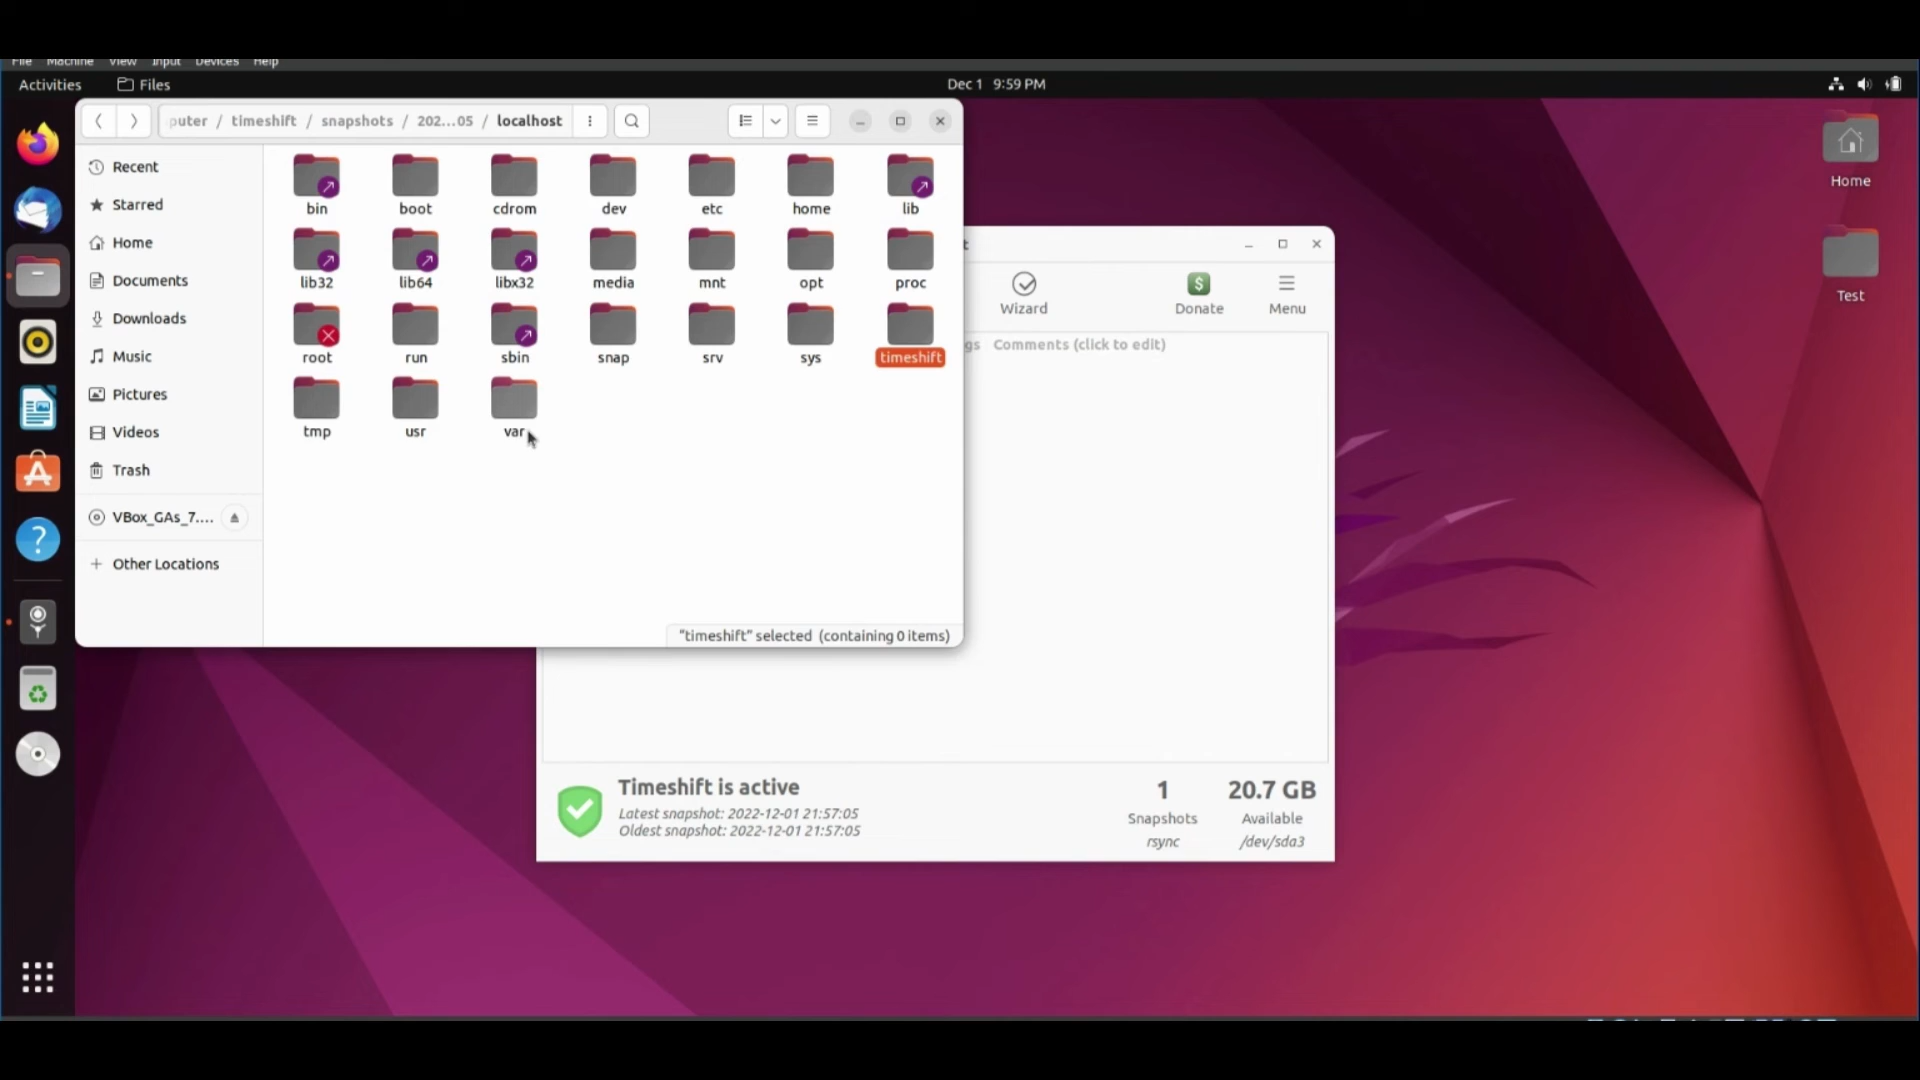 File Machine View Input Devices Help
Activities Files Dec 1 9:59 PM
puter / timeshift / snapshots / 202...05 / localhost
Recent
Starred
Home
Documents
Downloads
Music
Pictures
Videos
Trash
VBox_GAs_7....
Other Locations
bin boot cdrom dev etc home lib
lib32 lib64 libx32 media mnt opt proc
root run sbin snap srv sys timeshift
tmp usr var
"timeshift" selected (containing 0 items)
t
Wizard Donate Menu
gs Comments (click to edit)
Timeshift is active
Latest snapshot: 2022-12-01 21:57:05
Oldest snapshot: 2022-12-01 21:57:05
1
Snapshots
rsync
20.7 GB
Available
/dev/sda3
Home
Test